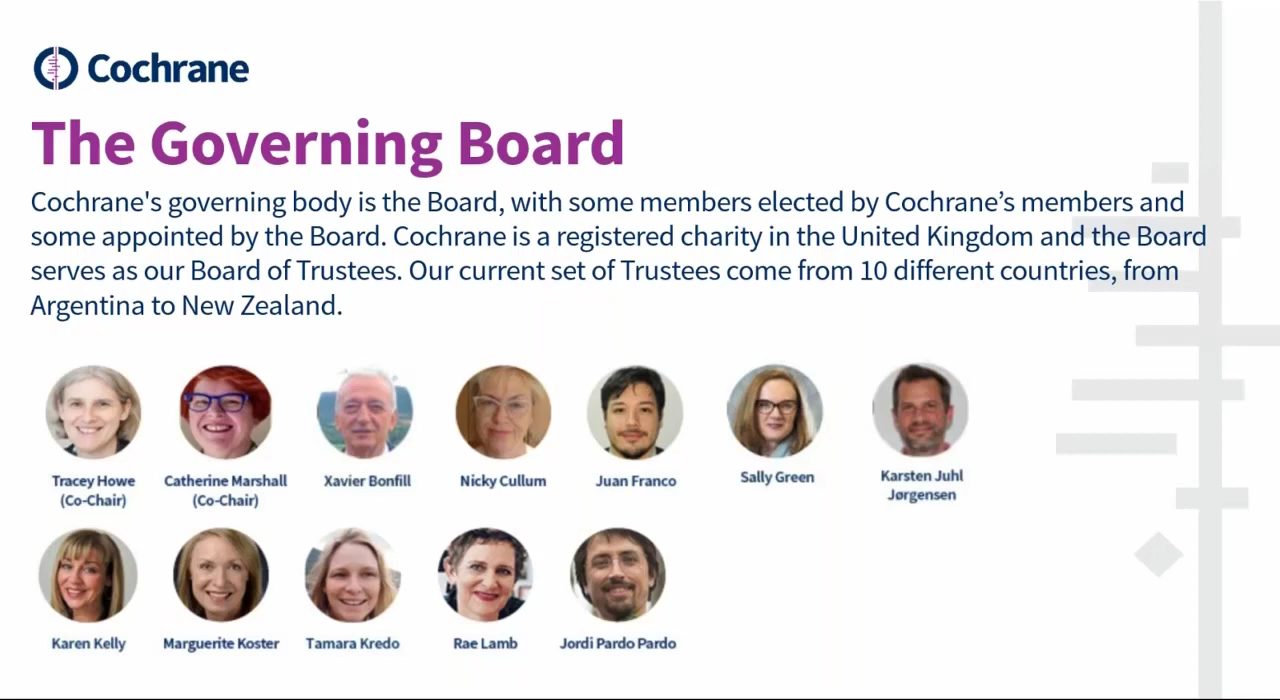 Cochrane
The Governing Board
Cochrane's governing body is the Board, with some members elected by Cochrane’s members and
some appointed by the Board. Cochrane is a registered charity in the United Kingdom and the Board
serves as our Board of Trustees. Our current set of Trustees come from 10 different countries, from
Argentina to New Zealand.
Tracey Howe
(Co-Chair)
Catherine Marshall
(Co-Chair)
Xavier Bonfill
Nicky Cullum
Juan Franco
Sally Green
Karsten Juhl
Jørgensen
Karen Kelly
Marguerite Koster
Tamara Kredo
Rae Lamb
Jordi Pardo Pardo